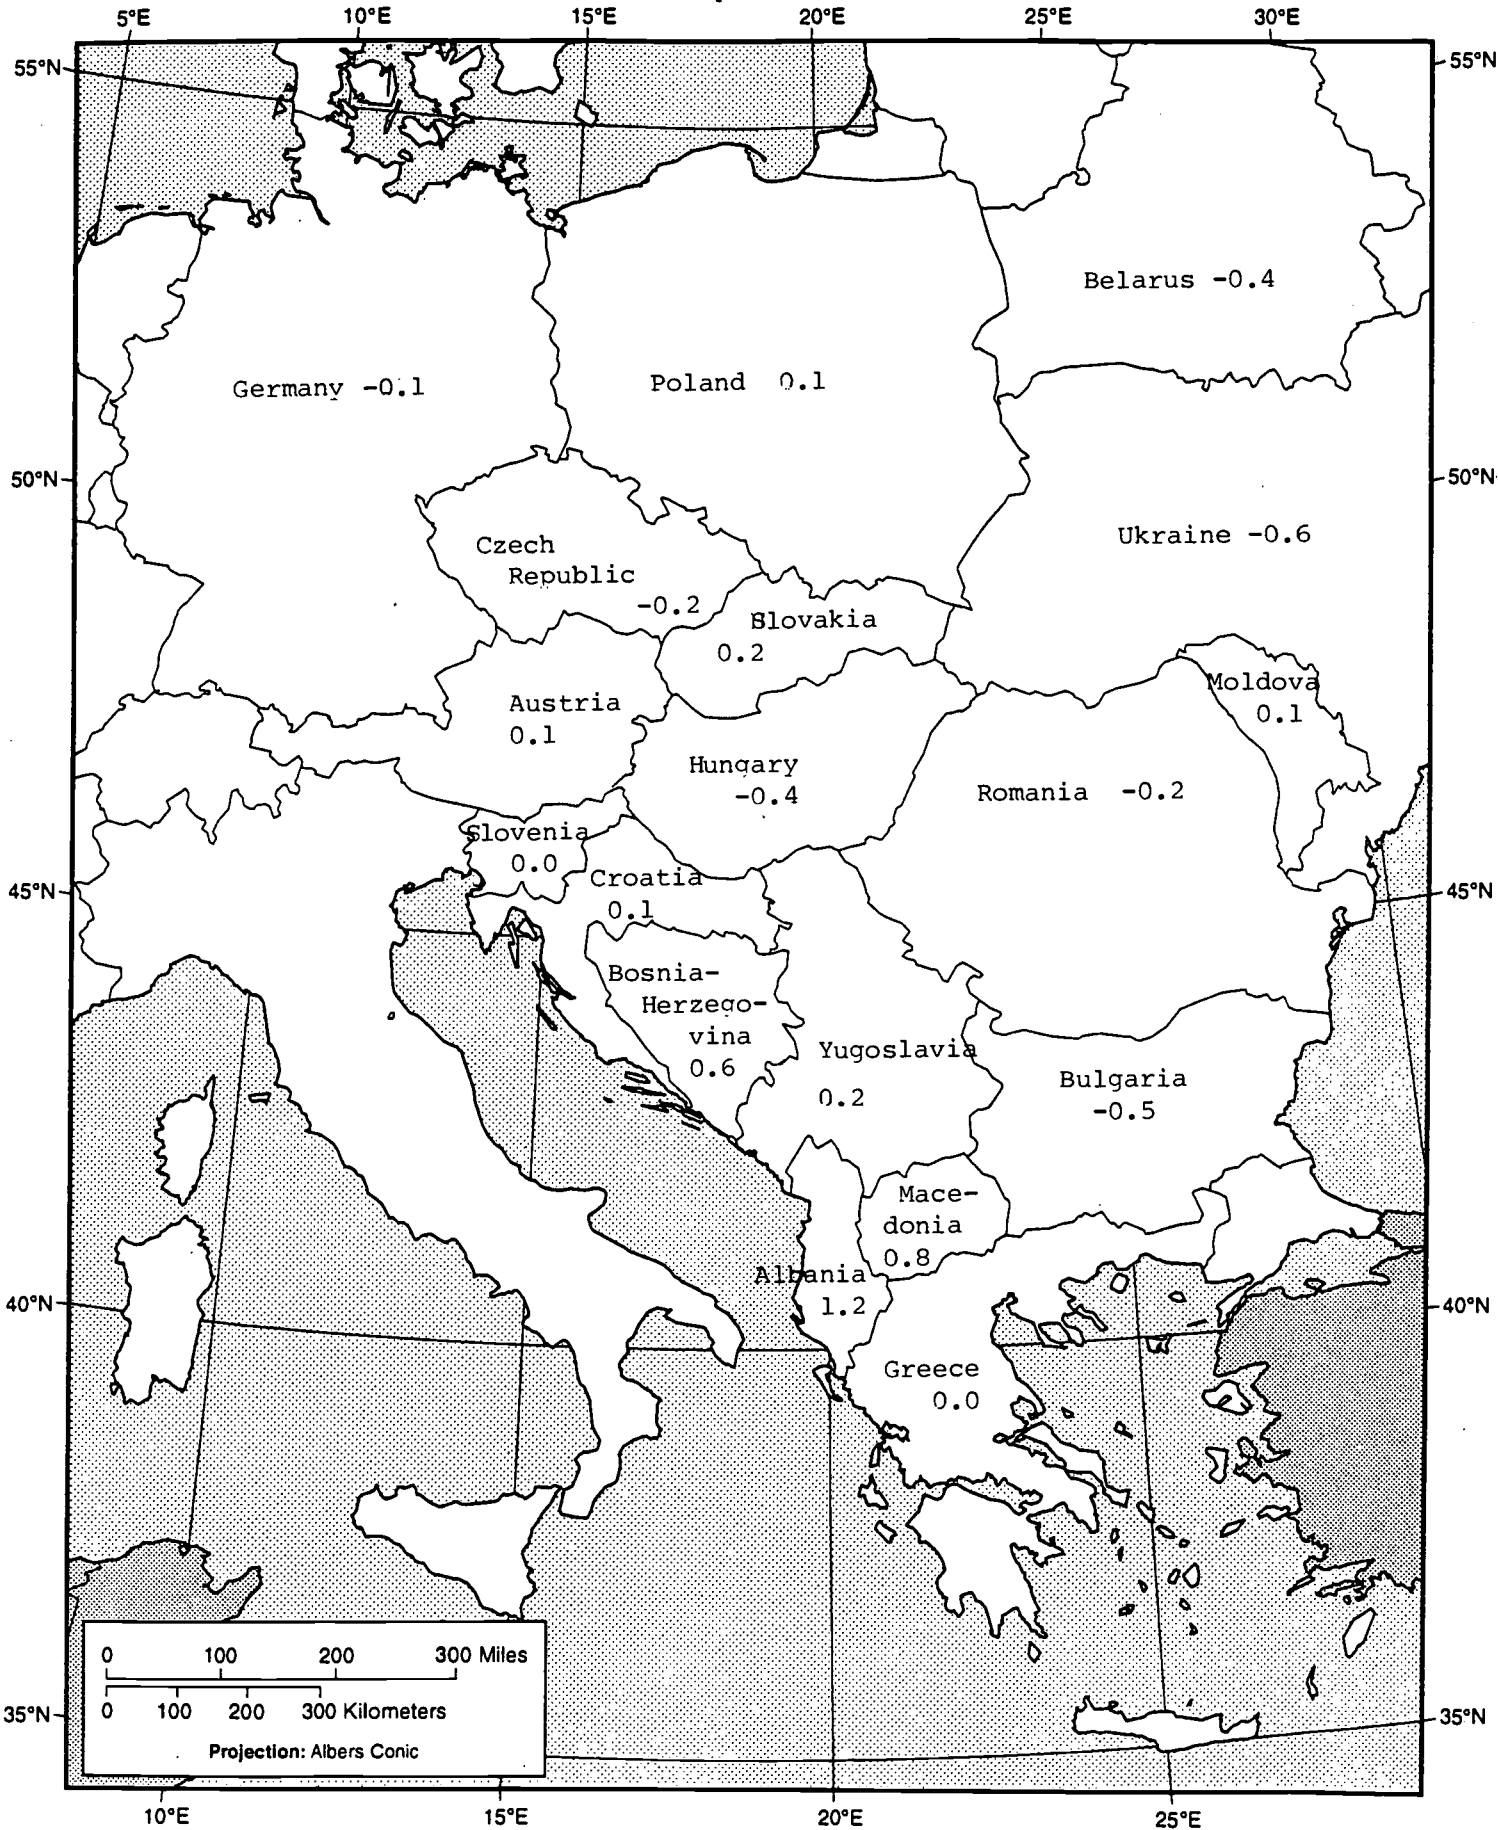 5°E 10°E 15°E 20°E 25°E 30°E
55°N 55°N
Belarus -0.4
Germany -0.1 Poland 0.1
50°N 50°N
Ukraine -0.6
Czech
Republic
-0.2
Slovakia
0.2
Moldova
0.1
Austria
0.1
Hungary
-0.4
Romania -0.2
Slovenia
0.0
Croatia
0.1
45°N 45°N
Bosnia-
Herzego-
vina
0.6
Yugoslavia
0.2
Bulgaria
-0.5
Mace-
donia
0.8
Albania
1.2
40°N 40°N
Greece
0.0
0 100 200 300 Miles
0 100 200 300 Kilometers
Projection: Albers Conic
35°N 35°N
10°E 15°E 20°E 25°E